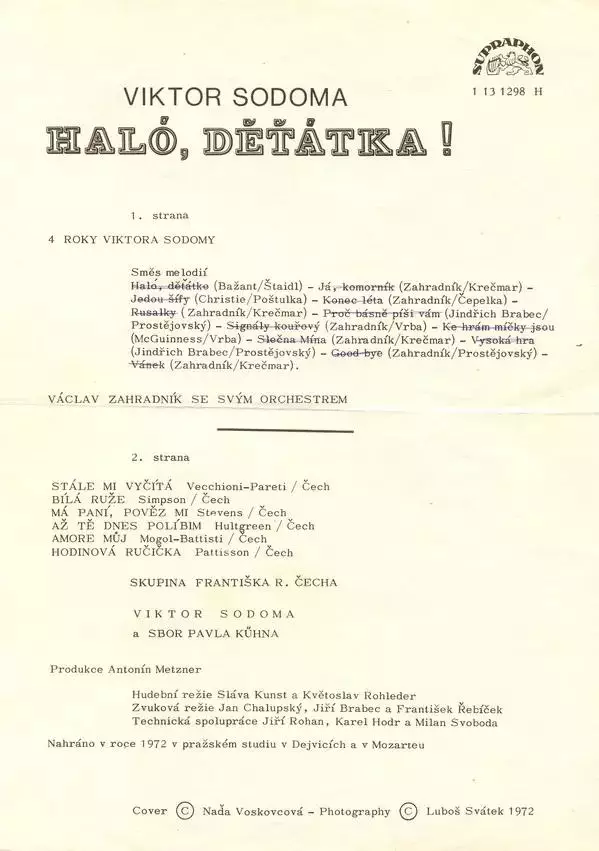 SUPRAPHON
1 13 1298 H
VIKTOR SODOMA
HALÓ, DĚŤÁTKA!
1. strana
4 ROKY VIKTORA SODOMY
Směs melodií
Haló, děťátko (Bažant/Štaidl) - Já, komorník (Zahradník/Krečmar) -
Jedou šífy (Christie/Poštulka) - Konec léta (Zahradník/Čepelka) -
Rusalky ( Zahradník/Krečmar) - Proč básně píši vám (Jindřich Brabec/
Prostějovský) - Signály kouřový (Zahradník/Vrba) - Ke hrám míčky jsou
(McGuinness/Vrba) - Slečna Mína (Zahradník/Krečmar) - Vysoká hra
(Jindřich Brabec/Prostějovský) - Good bye (Zahradník/Prostějovský) -
Vánek (Zahradník/Krečmar).
VÁCLAV ZAHRADNÍK SE SVÝM ORCHESTREM
2. strana
STÁLE MI VYČÍTÁ Vecchioni-Pareti / Čech
BÍLÁ RUŽE Simpson / Čech
MÁ PANÍ, POVĚZ MI Stevens / Čech
AŽ TĚ DNES POLÍBIM Hultgreen / Čech
AMORE MŮJ Mogol-Battisti / Čech
HODINOVÁ RUČIČKA Pattisson / Čech
SKUPINA FRANTIŠKA R. ČECHA
VIKTOR SODOMA
a SBOR PAVLA KŰHNA
Produkce Antonín Metzner
Hudební režie Sláva Kunst a Květoslav Rohleder
Zvuková režie Jan Chalupský, Jiří Brabec a František Řebíček
Technická spolupráce Jiří Rohan, Karel Hodr a Milan Svoboda
Nahráno v roce 1972 v pražském studiu v Dejvicích a v Mozarteu
Cover © Naďa Voskovcová - Photography © Luboš Svátek 1972